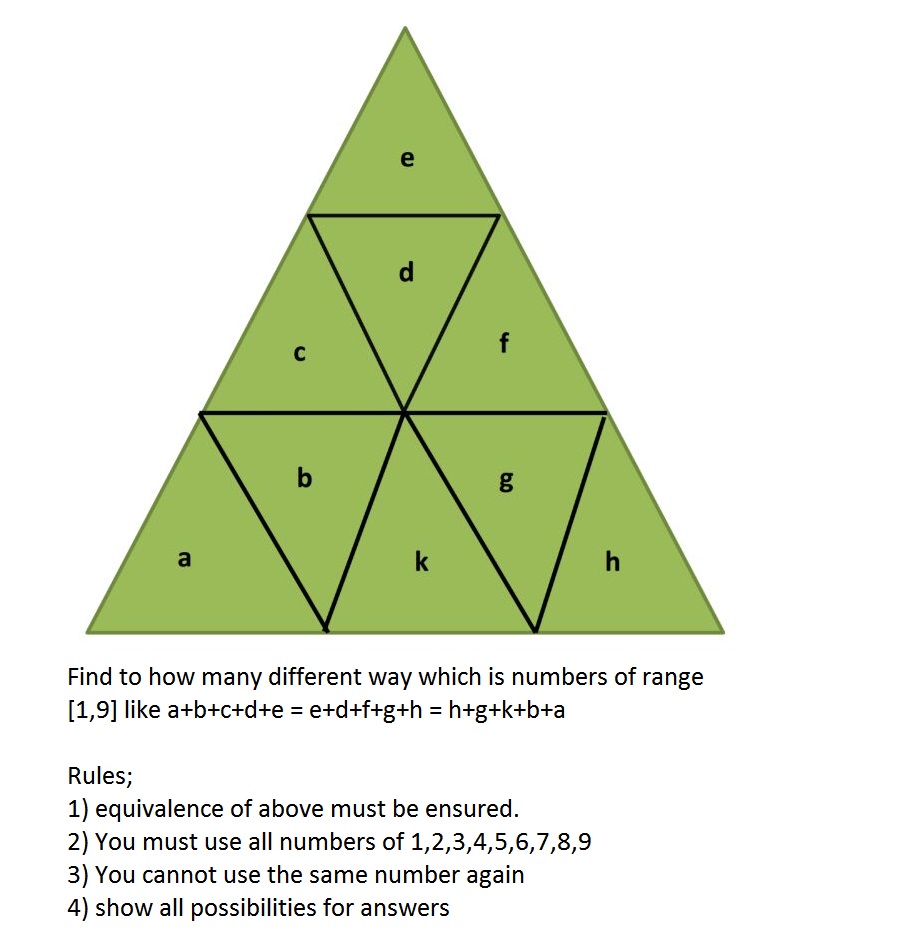 e
d
c
f
b
g
a
k
h
Find to how many different way which is numbers of range
[1,9] like a+b+c+d+e = e+d+f+g+h = h+g+k+b+a
Rules;
1) equivalence of above must be ensured.
2) You must use all numbers of 1,2,3,4,5,6,7,8,9
3) You cannot use the same number again
4) show all possibilities for answers